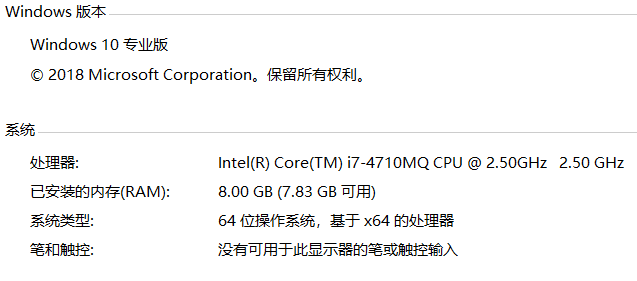 Windows 版本
Windows 10 专业版
© 2018 Microsoft Corporation。保留所有权利。
系统
处理器: Intel(R) Core(TM) i7-4710MQ CPU @ 2.50GHz 2.50 GHz
已安装的内存(RAM): 8.00 GB (7.83 GB 可用)
系统类型: 64 位操作系统，基于 x64 的处理器
笔和触控: 没有可用于此显示器的笔或触控输入